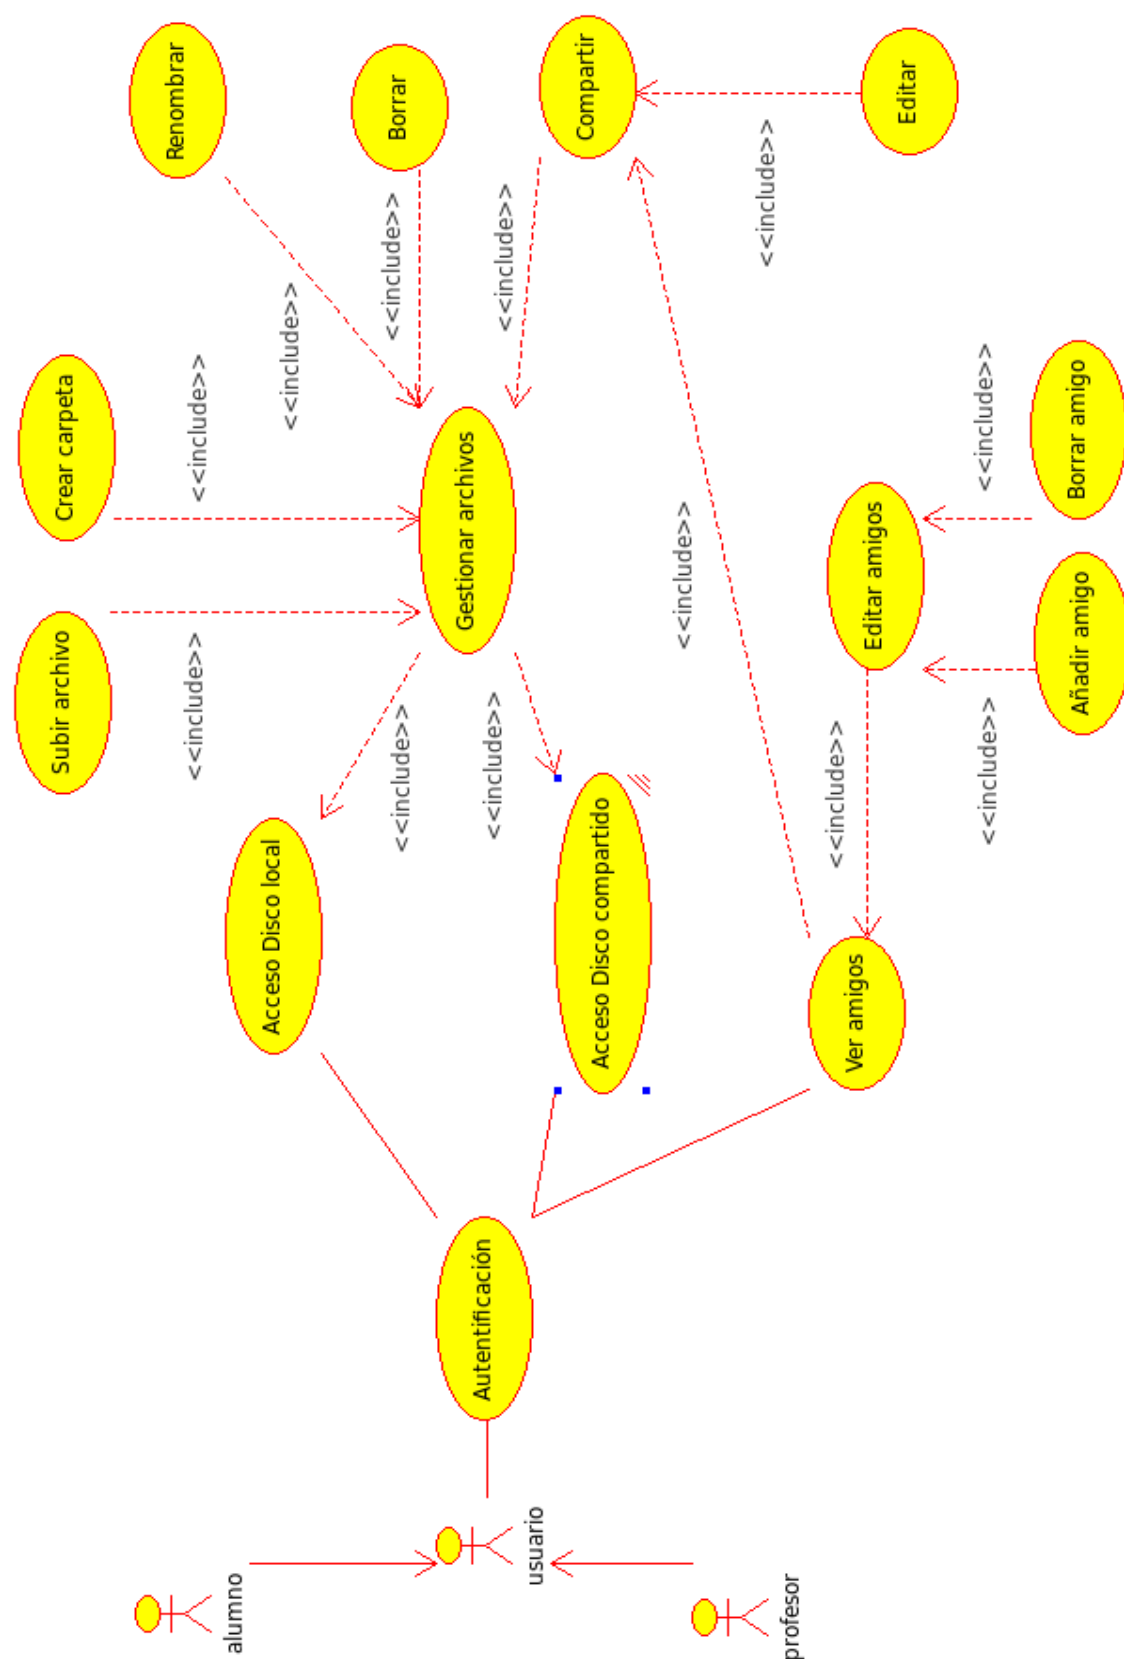 alumno
usuario
profesor
Autentificación
Acceso Disco local
Acceso Disco compartido
Ver amigos
Subir archivo
Crear carpeta
<<include>>
<<include>>
Gestionar archivos
<<include>>
<<include>>
Renombrar
<<include>>
Borrar
<<include>>
Compartir
<<include>>
<<include>>
Editar
<<include>>
Editar amigos
<<include>>
Añadir amigo
<<include>>
Borrar amigo
<<include>>